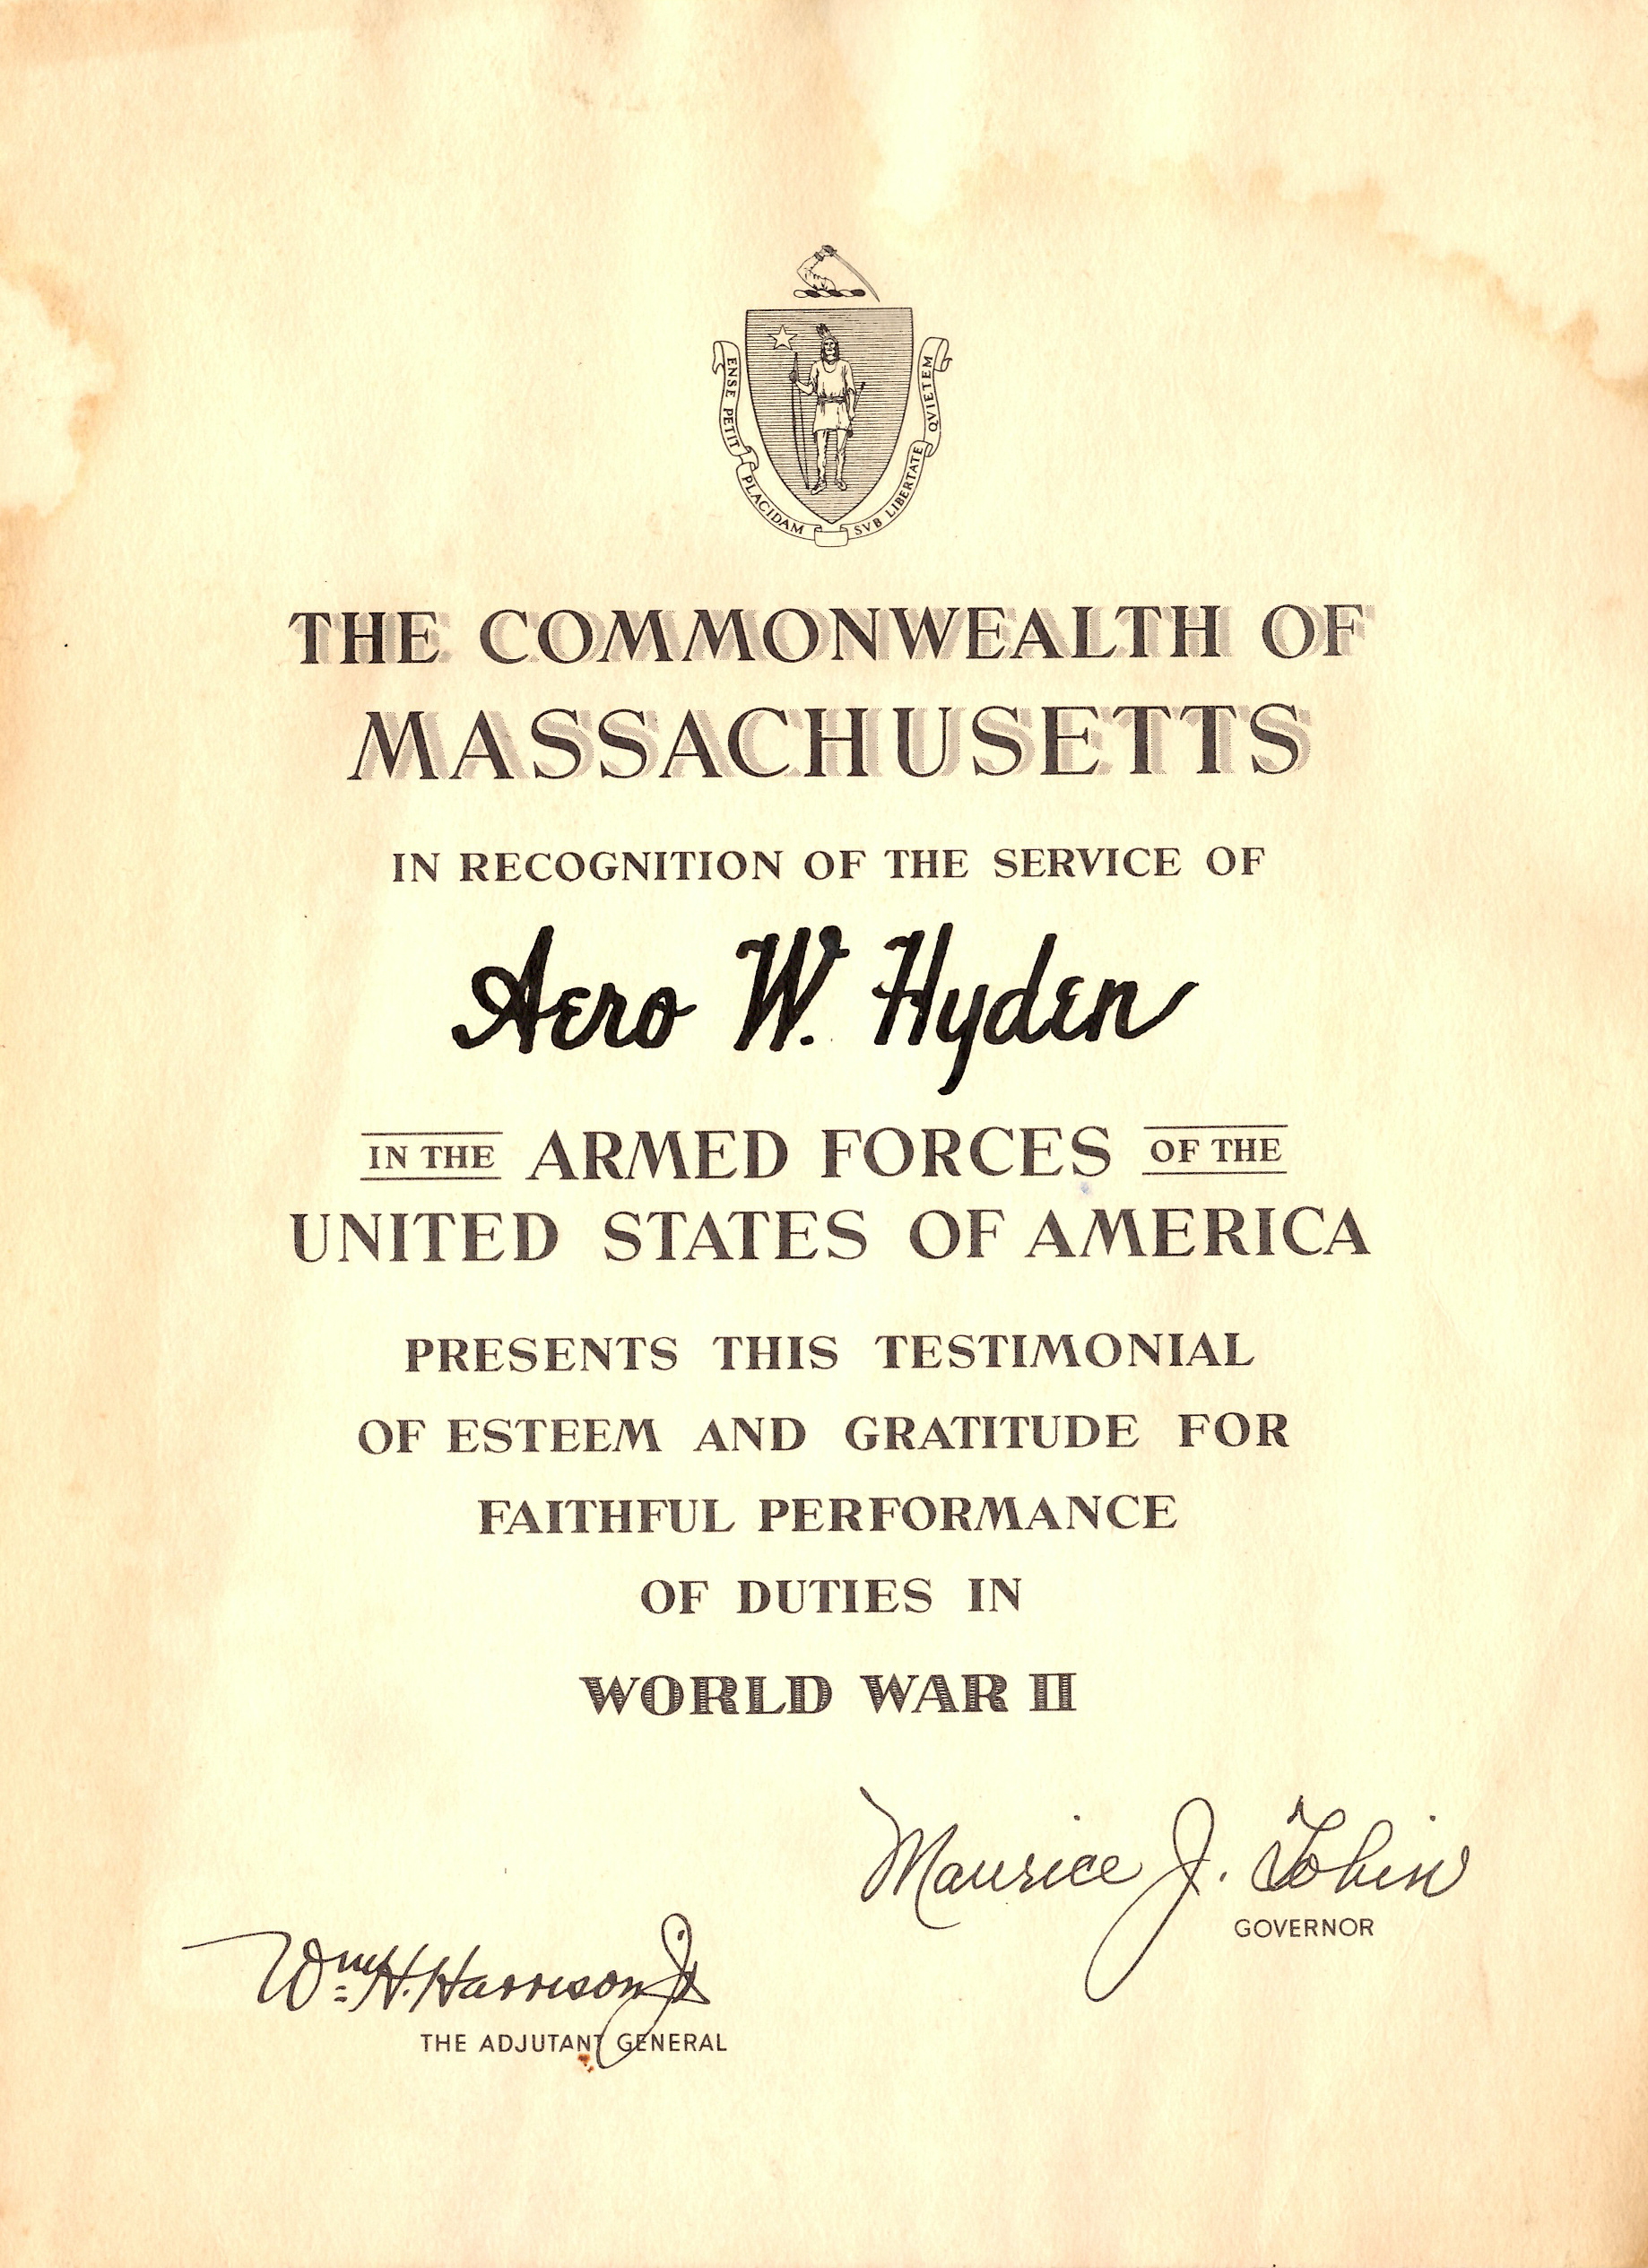 ENSE PETIT PLACIDAM SVB LIBERTATE QVIETEM
THE COMMONWEALTH OF
MASSACHUSETTS
IN RECOGNITION OF THE SERVICE OF
Aero W. Hyden
IN THE ARMED FORCES OF THE
UNITED STATES OF AMERICA
PRESENTS THIS TESTIMONIAL
OF ESTEEM AND GRATITUDE FOR
FAITHFUL PERFORMANCE
OF DUTIES IN
WORLD WAR II
Maurice J. Tobin
GOVERNOR
Wm H. Harrison Jr
THE ADJUTANT GENERAL